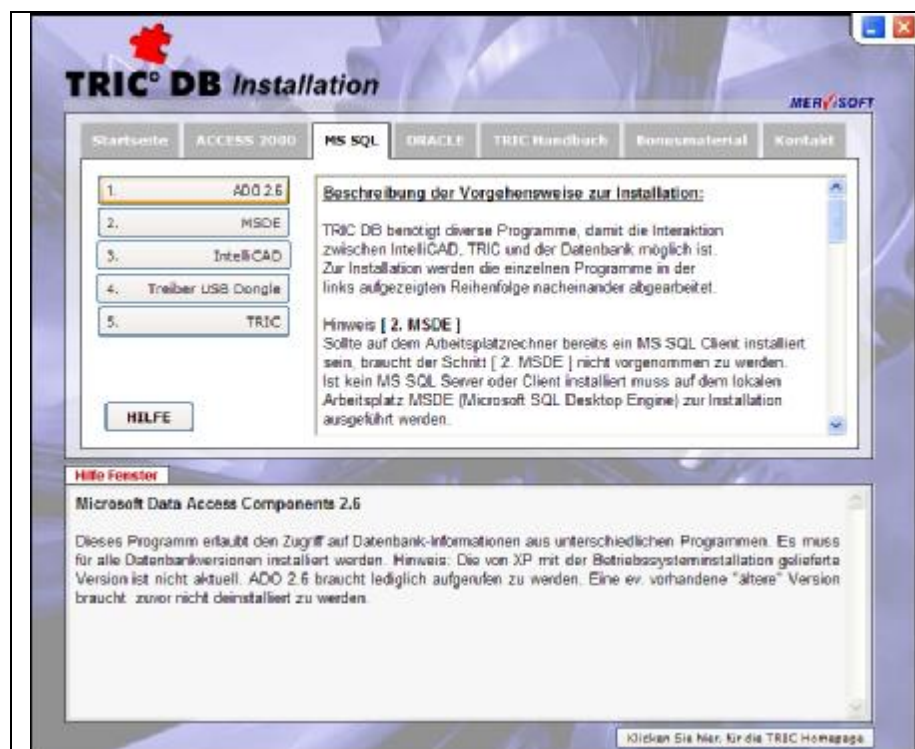 TRIC° DB Installation
MERVISOFT
Startseite
ACCESS 2000
MS SQL
ORACLE
TRIC Handbuch
Bonusmaterial
Kontakt
1. ADO 2.6
2. MSDE
3. IntelliCAD
4. Treiber USB Dongle
5. TRIC
HILFE
Beschreibung der Vorgehensweise zur Installation:
TRIC DB benötigt diverse Programme, damit die Interaktion
zwischen IntelliCAD, TRIC und der Datenbank möglich ist.
Zur Installation werden die einzelnen Programme in der
links aufgezeigten Reihenfolge nacheinander abgearbeitet.
Hinweis [ 2. MSDE ]
Sollte auf dem Arbeitsplatzrechner bereits ein MS SQL Client installiert
sein, braucht der Schritt [ 2. MSDE ] nicht vorgenommen zu werden.
Ist kein MS SQL Server oder Client installiert muss auf dem lokalen
Arbeitsplatz MSDE (Microsoft SQL Desktop Engine) zur Installation
ausgeführt werden.
Hilfe Fenster
Microsoft Data Access Components 2.6
Dieses Programm erlaubt den Zugriff auf Datenbank-Informationen aus unterschiedlichen Programmen. Es muss
für alle Datenbankversionen installiert werden. Hinweis: Die von XP mit der Betriebssysteminstallation gelieferte
Version ist nicht aktuell. ADO 2.6 braucht lediglich aufgerufen zu werden. Eine ev. vorhandene "ältere" Version
braucht zuvor nicht deinstalliert zu werden.
Klicken Sie hier, für die TRIC Homepage